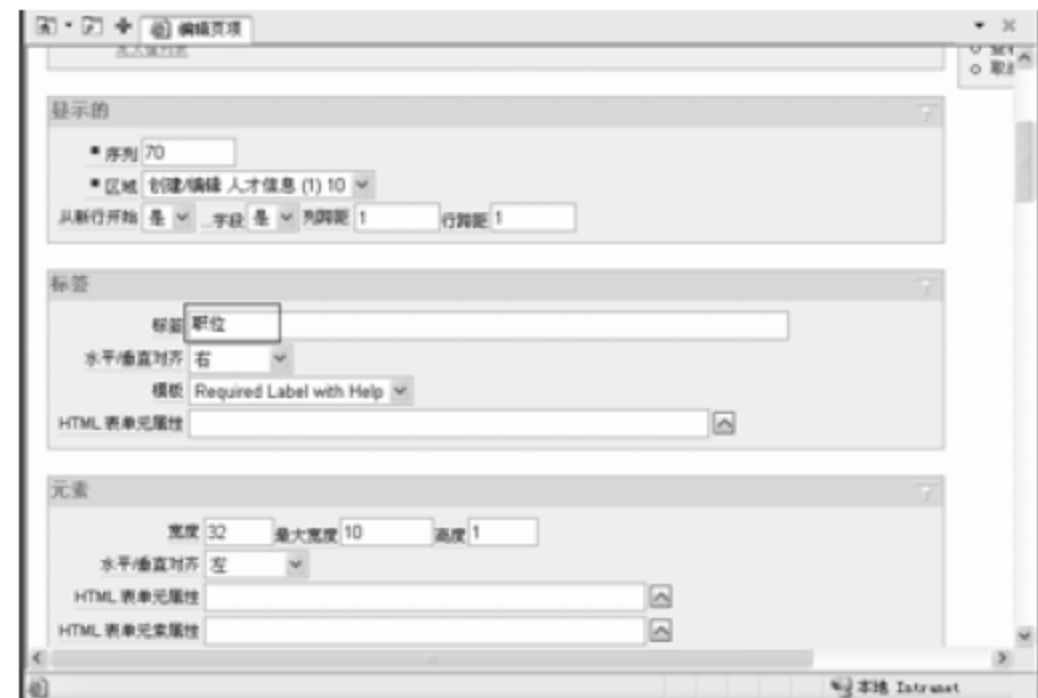 编辑页项
显示的
序列 70
区域 创建/编辑 人才信息 (1) 10
从新行开始 是 ...字段 是 列跨距 1 行跨距 1
标签
标签 职位
水平/垂直对齐 右
模板 Required Label with Help
HTML 表单元属性
元素
宽度 32 最大宽度 10 高度 1
水平/垂直对齐 左
HTML 表单元属性
HTML 表单元素属性
本地 Intranet